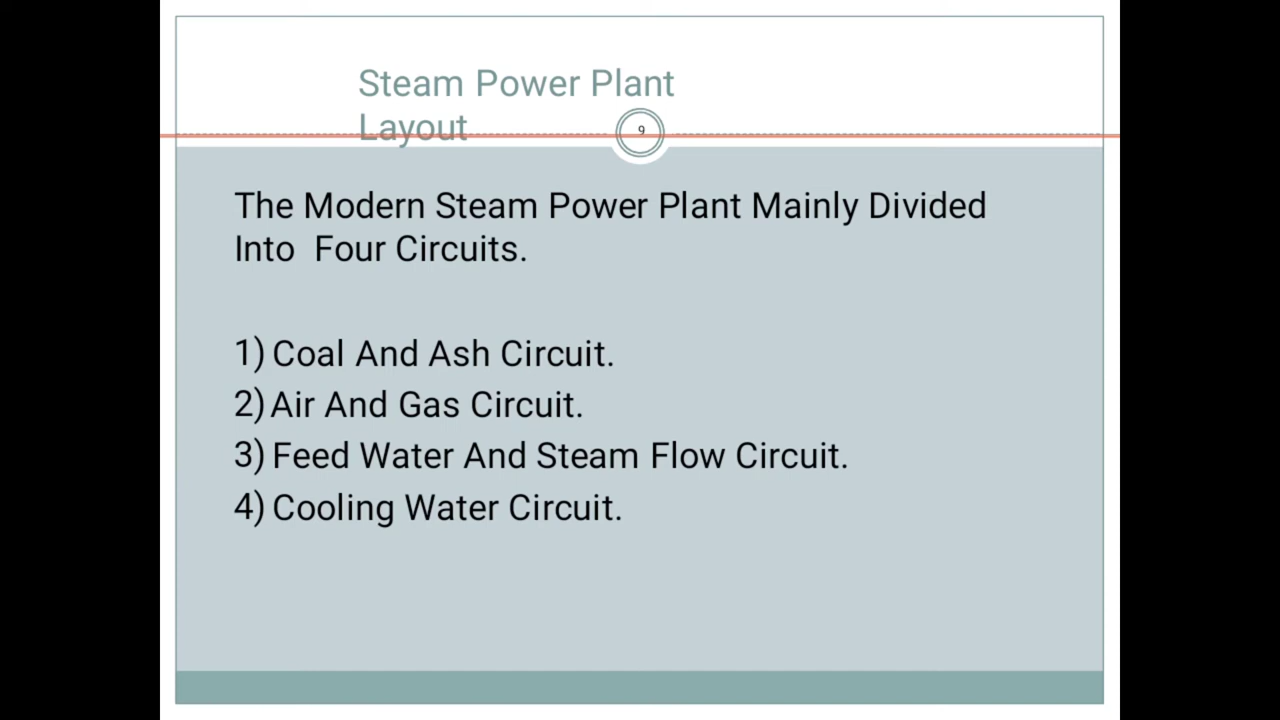 Steam Power Plant
Layout
9
The Modern Steam Power Plant Mainly Divided
Into  Four Circuits.
1) Coal And Ash Circuit.
2) Air And Gas Circuit.
3) Feed Water And Steam Flow Circuit.
4) Cooling Water Circuit.